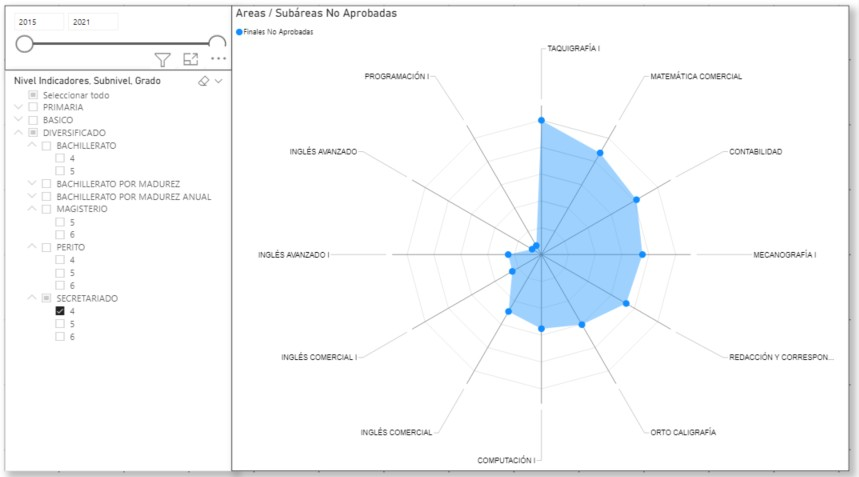 2015 2021
Nivel Indicadores, Subnivel, Grado
Seleccionar todo
PRIMARIA
BASICO
DIVERSIFICADO
BACHILLERATO
4
5
BACHILLERATO POR MADUREZ
BACHILLERATO POR MADUREZ ANUAL
MAGISTERIO
5
6
PERITO
4
5
6
SECRETARIADO
4
5
6
Areas / Subáreas No Aprobadas
Finales No Aprobadas
TAQUIGRAFÍA I
MATEMÁTICA COMERCIAL
CONTABILIDAD
MECANOGRAFÍA I
REDACCIÓN Y CORRESPON...
ORTO CALIGRAFÍA
COMPUTACIÓN I
INGLÉS COMERCIAL
INGLÉS COMERCIAL I
INGLÉS AVANZADO I
INGLÉS AVANZADO
PROGRAMACIÓN I